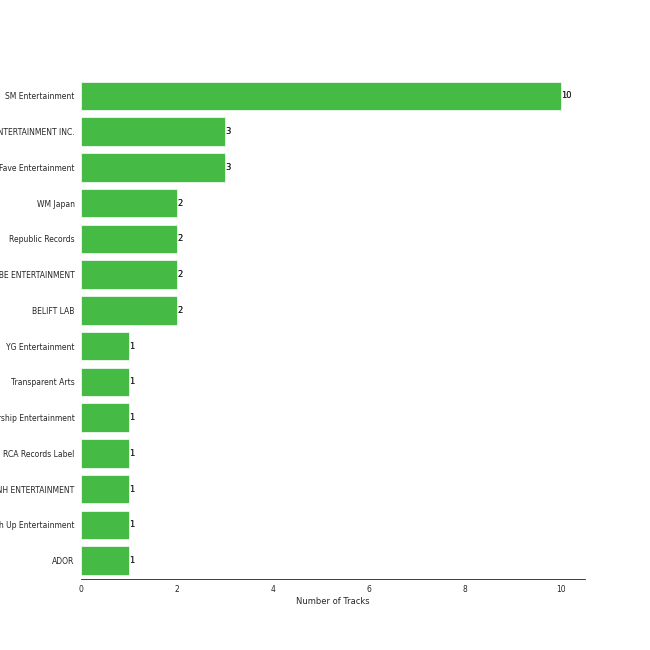 SM Entertainment
10
NTERTAINMENT INC.
3
Fave Entertainment
3
WM Japan
2
Republic Records
2
BE ENTERTAINMENT
2
BELIFT LAB
2
YG Entertainment
1
Transparent Arts
1
rship Entertainment
1
RCA Records Label
1
NH ENTERTAINMENT
1
h Up Entertainment
1
ADOR
1
0 2 4 6 8 10
Number of Tracks